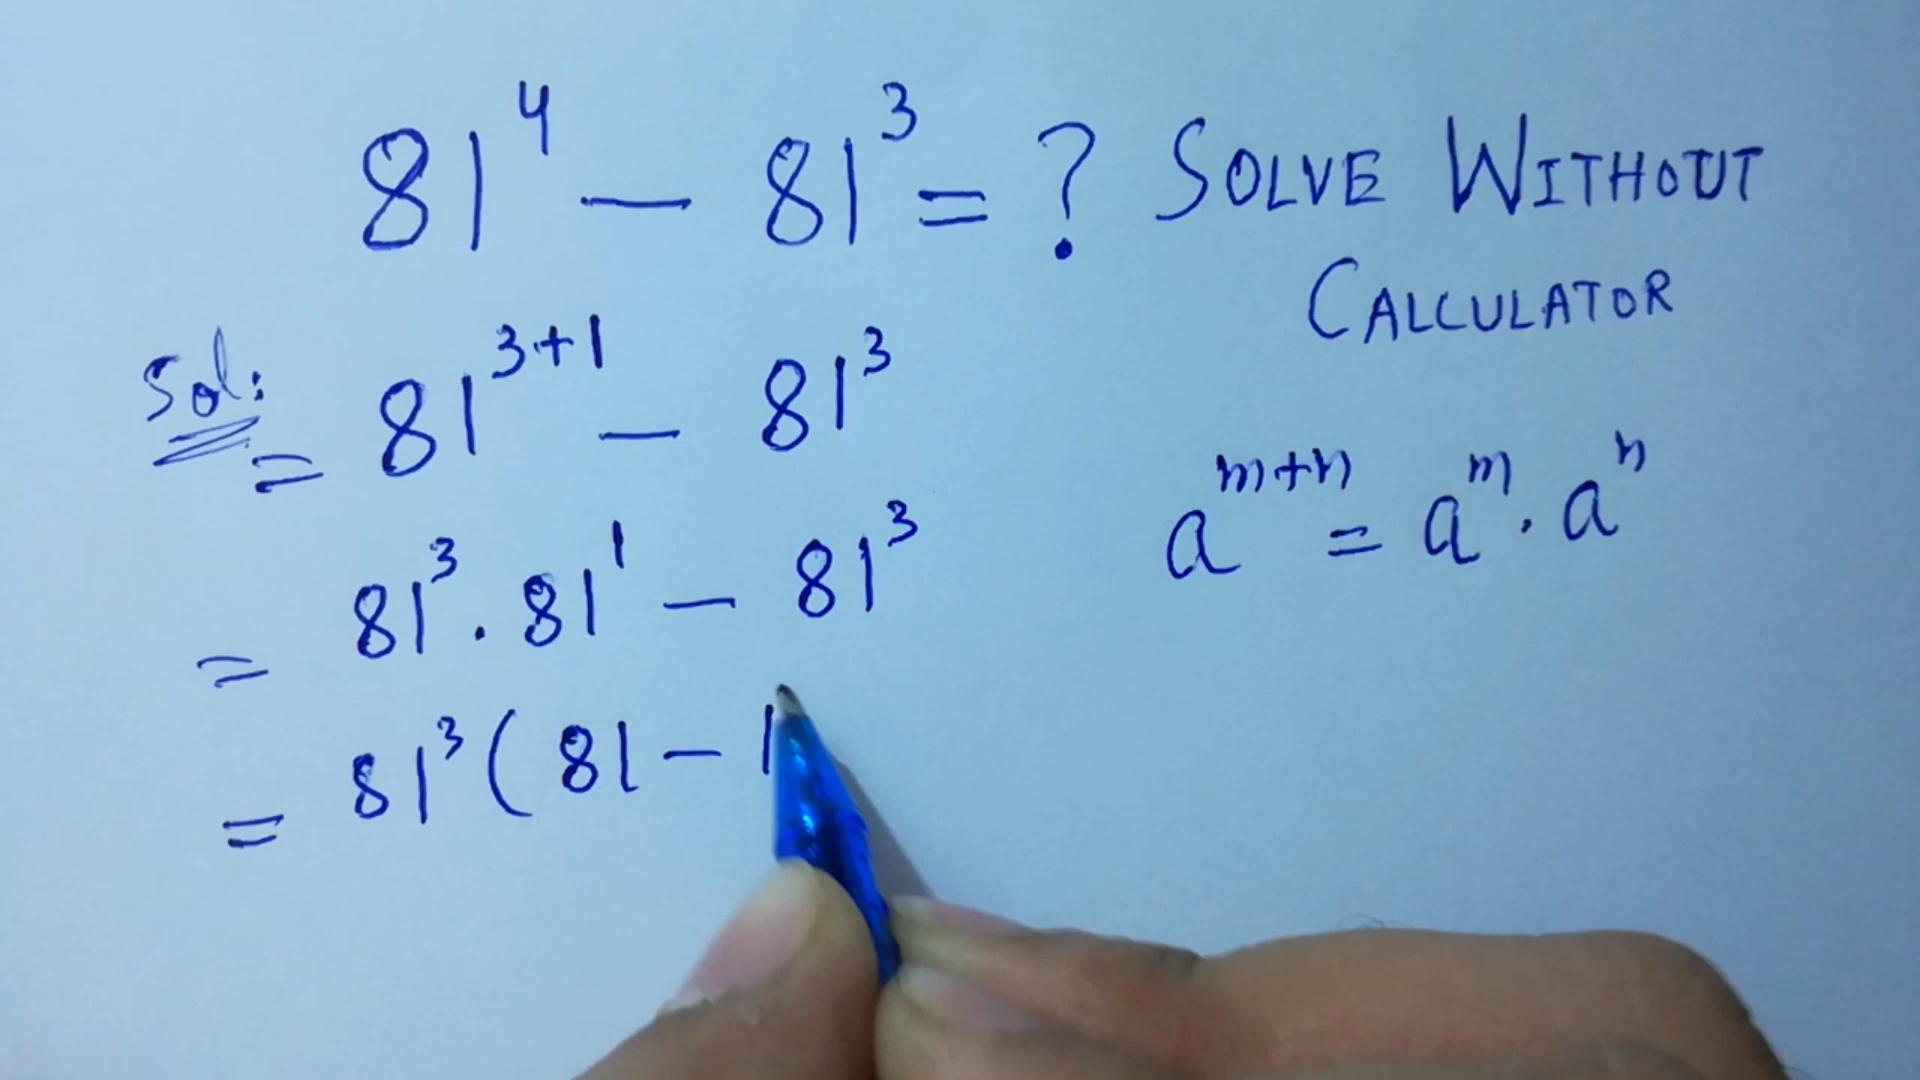 81⁴ − 81³ = ? SOLVE WITHOUT
CALCULATOR
Sol:
= 81³⁺¹ − 81³
aᵐ⁺ⁿ = aᵐ · aⁿ
= 81³ · 81¹ − 81³
= 81³ ( 81 − 1